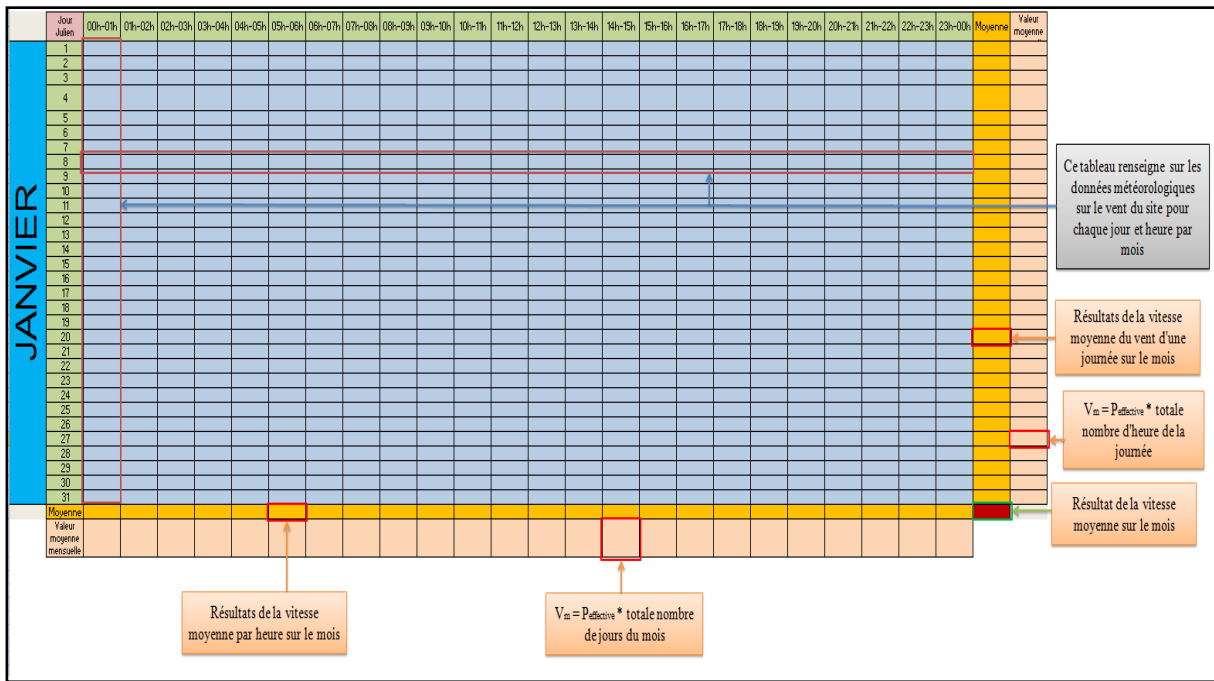 Jour Julien 00h-01h 01h-02h 02h-03h 03h-04h 04h-05h 05h-06h 06h-07h 07h-08h 08h-09h 09h-10h 10h-11h 11h-12h 12h-13h 13h-14h 14h-15h 15h-16h 16h-17h 17h-18h 18h-19h 19h-20h 20h-21h 21h-22h 22h-23h 23h-00h Moyenne Valeur moyenne
JANVIER
1
2
3
4
5
6
7
8
9
10
11
12
13
14
15
16
17
18
19
20
21
22
23
24
25
26
27
28
29
30
31
Moyenne
Valeur
moyenne
mensuelle
Ce tableau renseigne sur les
données météorologiques
sur le vent du site pour
chaque jour et heure par
mois
Résultats de la vitesse
moyenne du vent d'une
journée sur le mois
Vm = Peffective * totale
nombre d'heure de la
journée
Résultat de la vitesse
moyenne sur le mois
Résultats de la vitesse
moyenne par heure sur le mois
Vm = Peffective * totale nombre
de jours du mois